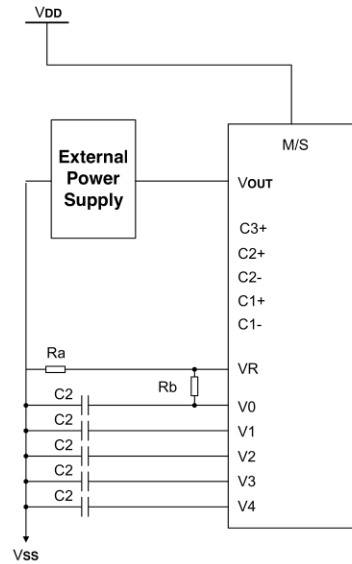 VDD
M/S
External
Power
Supply
VOUT
C3+
C2+
C2-
C1+
C1-
Ra
VR
Rb
C2
V0
C2
V1
C2
V2
C2
V3
C2
V4
VSS